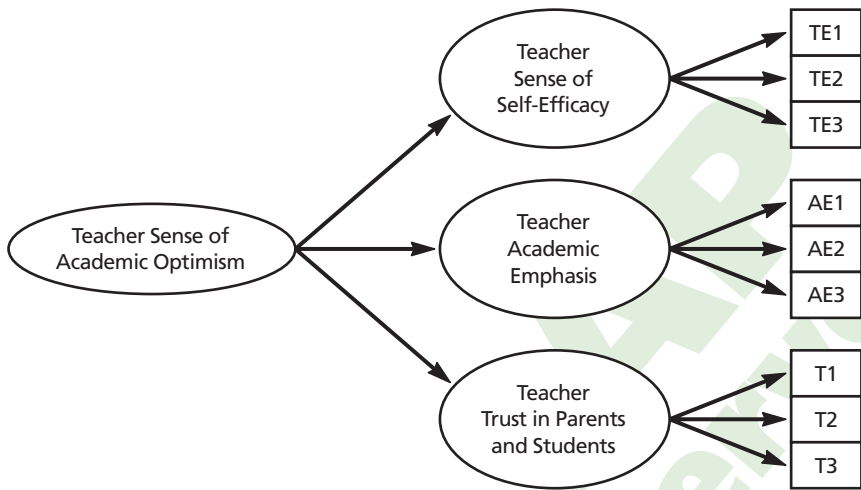 Teacher
Sense of
Self-Efficacy
TE1
TE2
TE3
Teacher Sense of
Academic Optimism
Teacher
Academic
Emphasis
AE1
AE2
AE3
Teacher
Trust in Parents
and Students
T1
T2
T3